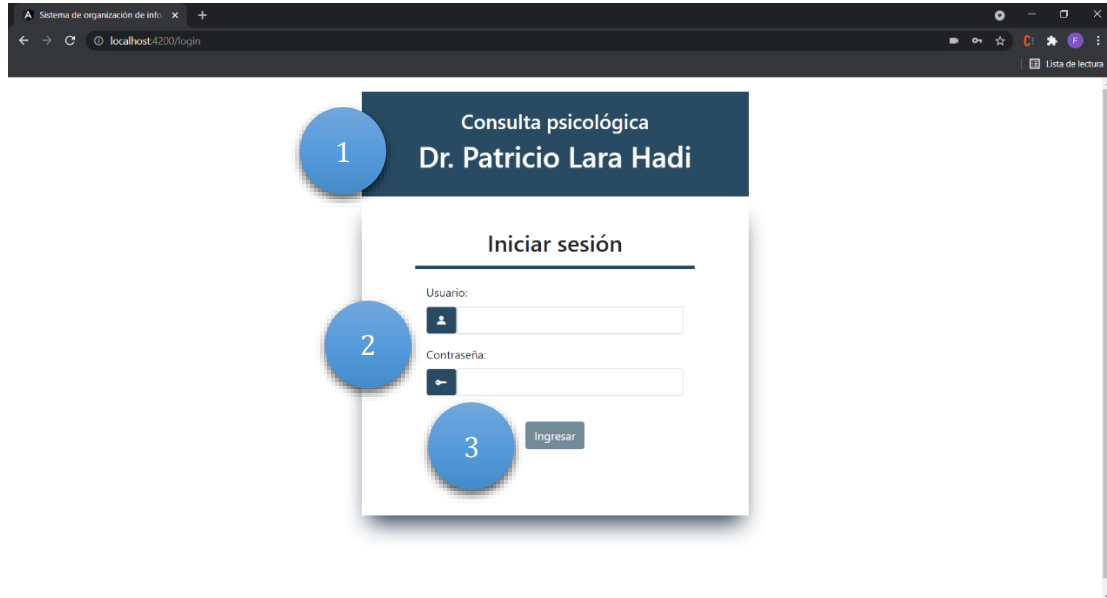 Sistema de organización de info
localhost:4200/login
Lista de lectura
Consulta psicológica
1
Dr. Patricio Lara Hadi
Iniciar sesión
Usuario:
2
Contraseña:
3
Ingresar